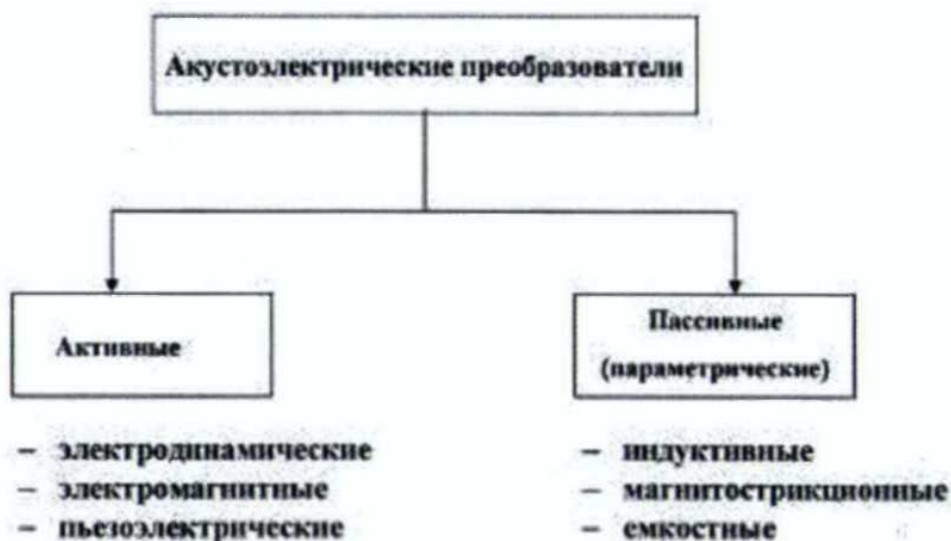 Акустоэлектрические преобразователи
Активные
Пассивные
(параметрические)
– электродинамические
– электромагнитные
– пьезоэлектрические
– индуктивные
– магнитострикционные
– емкостные